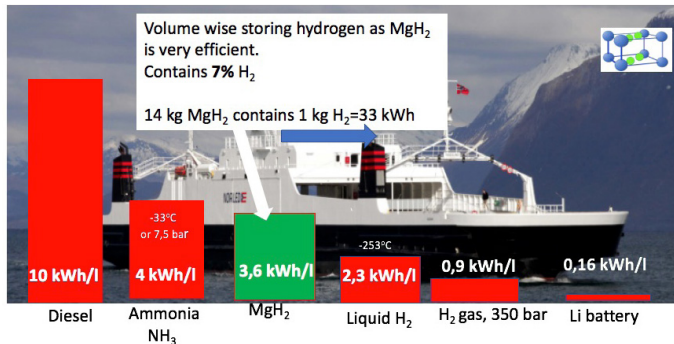 Volume wise storing hydrogen as MgH2
is very efficient.
Contains 7% H2
14 kg MgH2 contains 1 kg H2=33 kWh
NORLED
-33°C
or 7,5 bar
-253°C
10 kWh/l
4 kWh/l
3,6 kWh/l
2,3 kWh/l
0,9 kWh/l
0,16 kWh/l
Diesel
Ammonia
NH3
MgH2
Liquid H2
H2 gas, 350 bar
Li battery